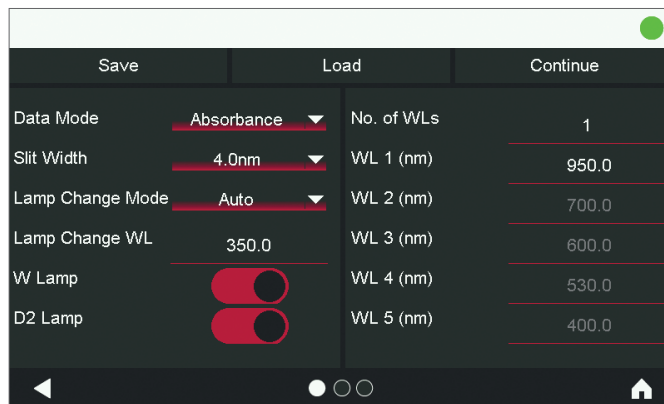 Save Load Continue
Data Mode Absorbance
Slit Width 4.0nm
Lamp Change Mode Auto
Lamp Change WL 350.0
W Lamp
D2 Lamp
No. of WLs 1
WL 1 (nm) 950.0
WL 2 (nm) 700.0
WL 3 (nm) 600.0
WL 4 (nm) 530.0
WL 5 (nm) 400.0